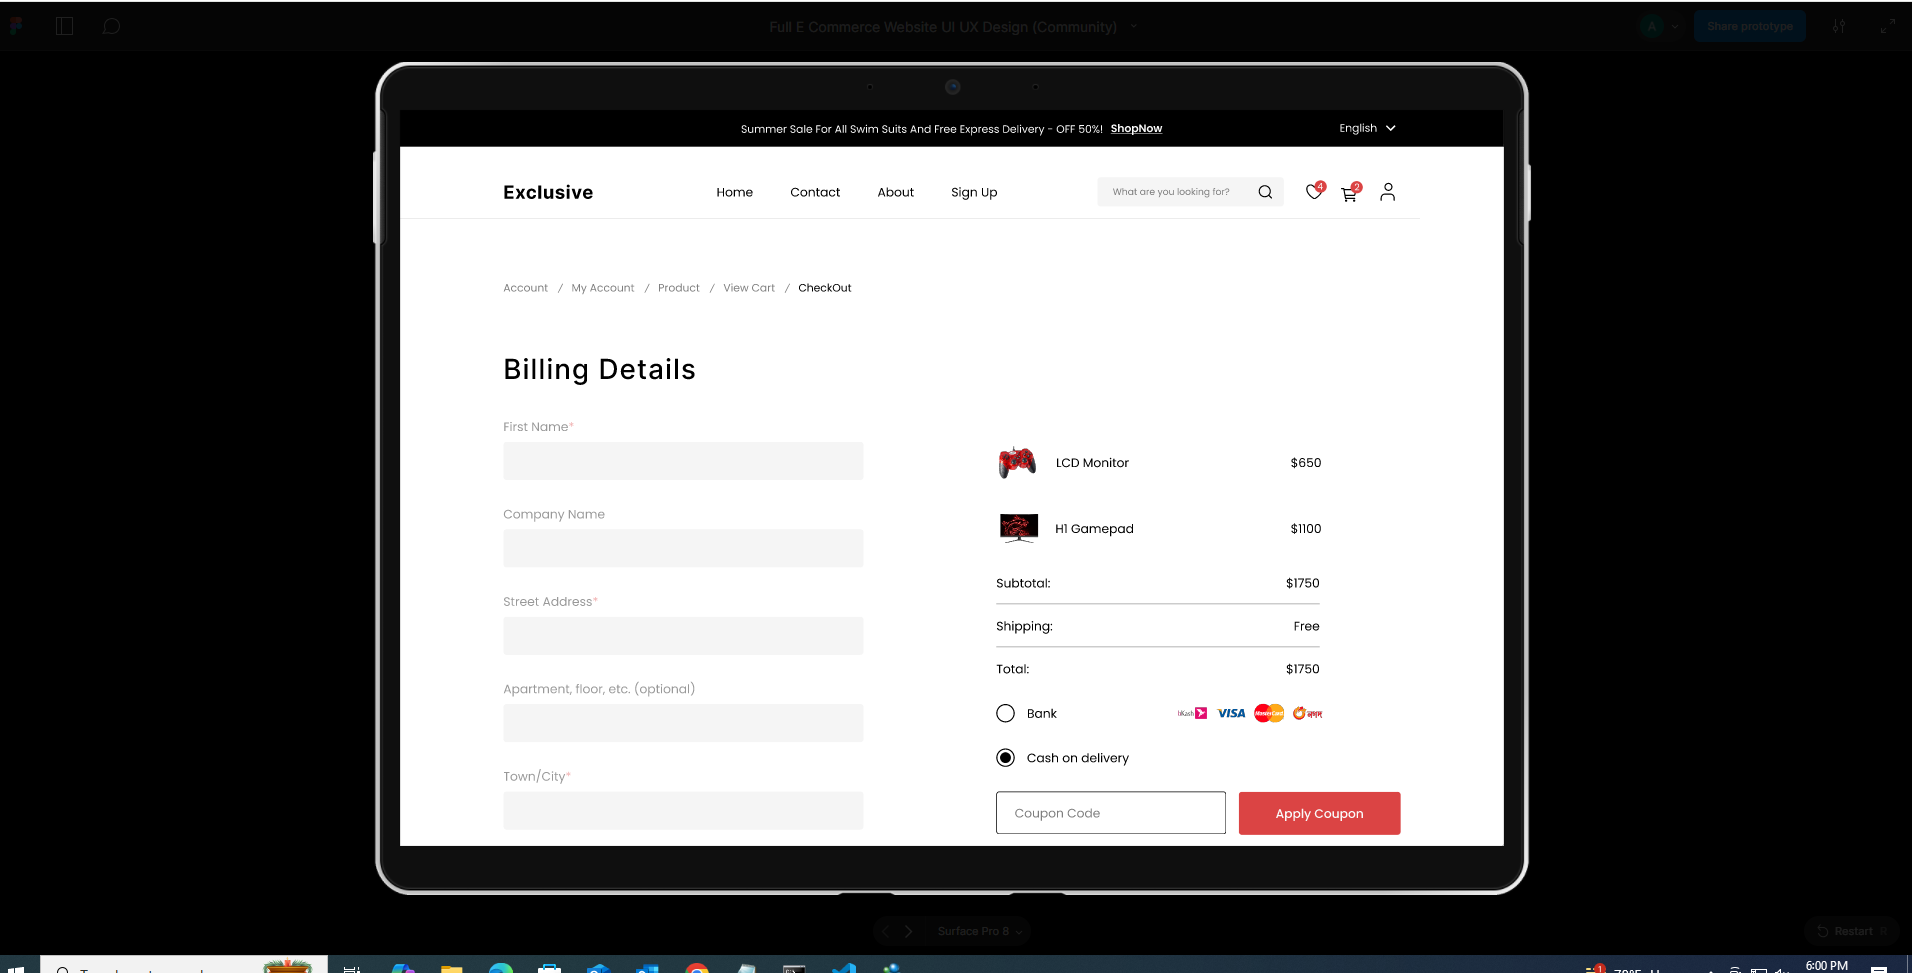 Full E Commerce Website UI UX Design (Community)
A
Share prototype
Summer Sale For All Swim Suits And Free Express Delivery - OFF 50%! ShopNow
English
Exclusive
Home Contact About Sign Up
What are you looking for?
4
2
Account / My Account / Product / View Cart / CheckOut
Billing Details
First Name*
Company Name
Street Address*
Apartment, floor, etc. (optional)
Town/City*
LCD Monitor $650
H1 Gamepad $1100
Subtotal: $1750
Shipping: Free
Total: $1750
Bank
bKash VISA MasterCard নগদ
Cash on delivery
Coupon Code
Apply Coupon
Surface Pro 8
Restart R
1
6:00 PM